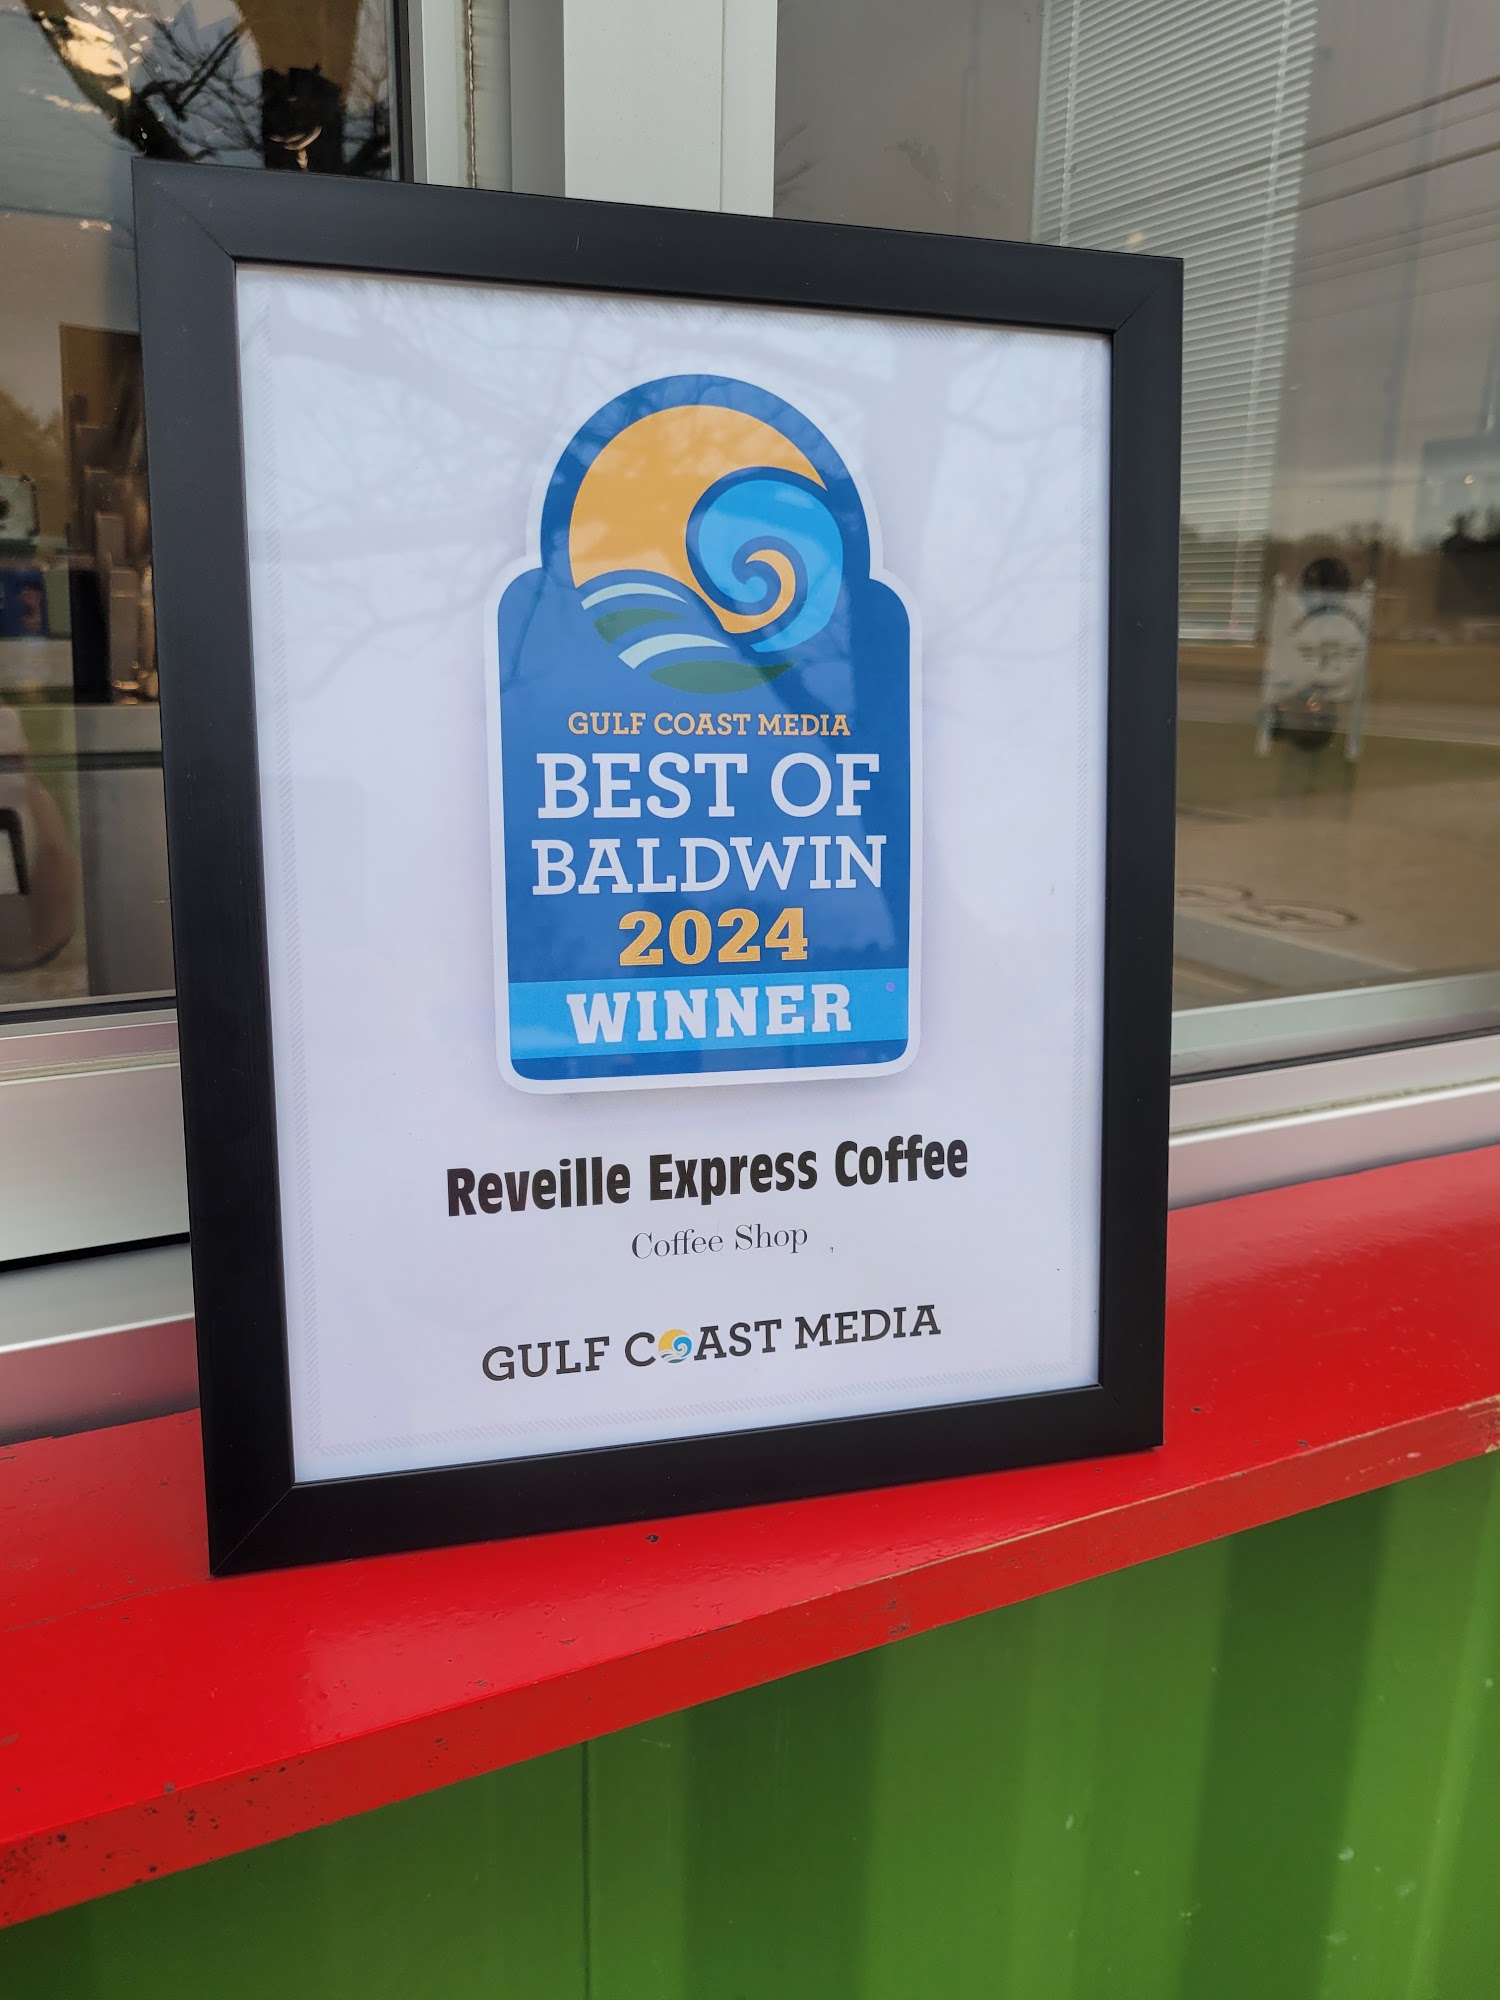 GULF COAST MEDIA
BEST OF
BALDWIN
2024
WINNER
Reveille Express Coffee
Coffee Shop ,
GULF COAST MEDIA